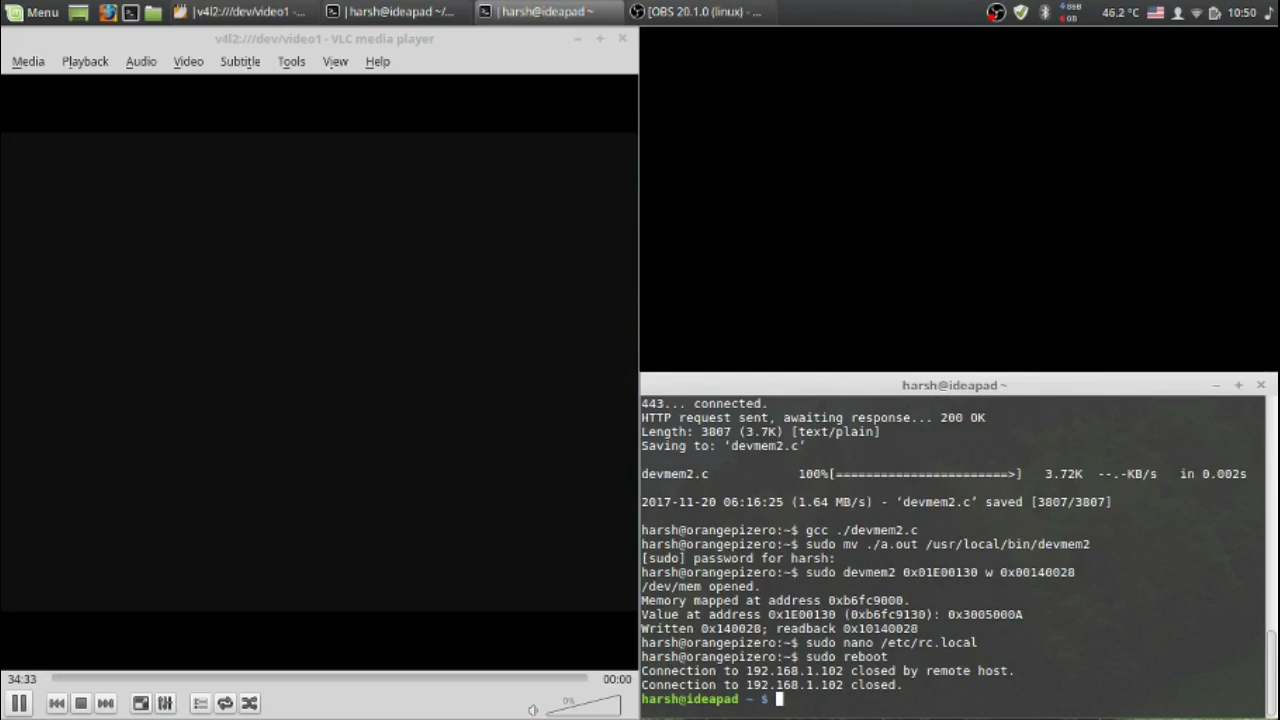 Menu |v4l2:///dev/video1 -... |harsh@ideapad ~/... |harsh@ideapad ~ [OBS 20.1.0 (linux) - ... 46.2 °C 10:50
v4l2:///dev/video1 - VLC media player
Media Playback Audio Video Subtitle Tools View Help
harsh@ideapad ~
443... connected.
HTTP request sent, awaiting response... 200 OK
Length: 3807 (3.7K) [text/plain]
Saving to: ‘devmem2.c’
devmem2.c 100%[=======================>] 3.72K --.-KB/s in 0.002s
2017-11-20 06:16:25 (1.64 MB/s) - ‘devmem2.c’ saved [3807/3807]
harsh@orangepizero:~$ gcc ./devmem2.c
harsh@orangepizero:~$ sudo mv ./a.out /usr/local/bin/devmem2
[sudo] password for harsh:
harsh@orangepizero:~$ sudo devmem2 0x01E00130 w 0x00140028
/dev/mem opened.
Memory mapped at address 0xb6fc9000.
Value at address 0x1E00130 (0xb6fc9130): 0x3005000A
Written 0x140028; readback 0x10140028
harsh@orangepizero:~$ sudo nano /etc/rc.local
harsh@orangepizero:~$ sudo reboot
Connection to 192.168.1.102 closed by remote host.
Connection to 192.168.1.102 closed.
harsh@ideapad ~ $
34:33 00:00
0%